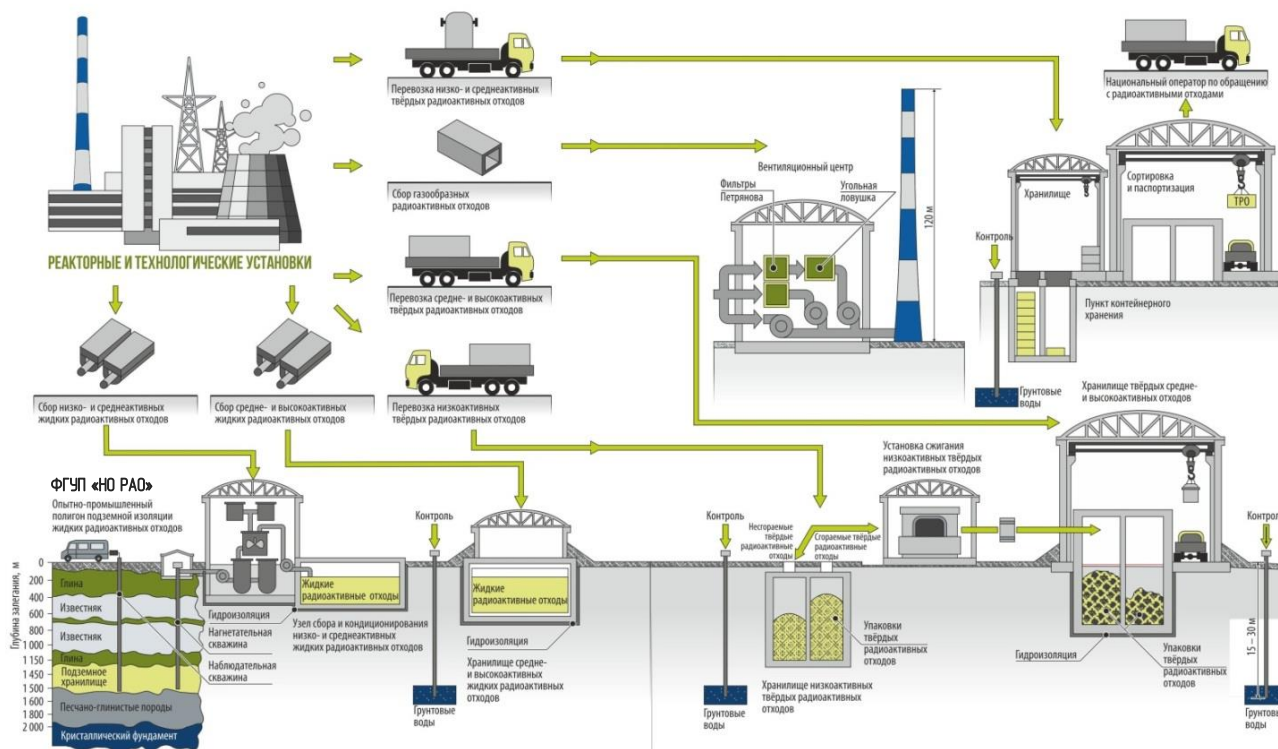 Перевозка низко- и среднеактивных
твёрдых радиоактивных отходов
Национальный оператор по обращению
с радиоактивными отходами
Сбор газообразных
радиоактивных отходов
Вентиляционный центр
Фильтры
Петрянова
Угольная
ловушка
120 м
Хранилище
Сортировка
и паспортизация
ТРО
Контроль
Пункт контейнерного
хранения
Грунтовые
воды
РЕАКТОРНЫЕ И ТЕХНОЛОГИЧЕСКИЕ УСТАНОВКИ
Перевозка средне- и высокоактивных
твёрдых радиоактивных отходов
Сбор низко- и среднеактивных
жидких радиоактивных отходов
Сбор средне- и высокоактивных
жидких радиоактивных отходов
Перевозка низкоактивных
твёрдых радиоактивных отходов
Хранилище твёрдых средне-
и высокоактивных отходов
Установка сжигания
низкоактивных твёрдых
радиоактивных отходов
ФГУП «НО РАО»
Опытно-промышленный
полигон подземной изоляции
жидких радиоактивных отходов
Глубина залегания, м
0
200
400
600
800
1 000
1 150
1 450
1 500
1 600
1 800
2 000
Глина
Известняк
Известняк
Глина
Подземное
хранилище
Песчано-глинистые породы
Кристаллический фундамент
Жидкие
радиоактивные отходы
Гидроизоляция
Нагнетательная
скважина
Наблюдательная
скважина
Узел сбора и кондиционирования
низко- и среднеактивных
жидких радиоактивных отходов
Контроль
Грунтовые
воды
Жидкие
радиоактивные отходы
Гидроизоляция
Хранилище средне-
и высокоактивных
жидких радиоактивных
отходов
Контроль
Грунтовые
воды
Несгораемые
твёрдые
радиоактивные
отходы
Сгораемые твёрдые
радиоактивные
отходы
Упаковки
твёрдых
радиоактивных
отходов
Хранилище низкоактивных
твёрдых радиоактивных
отходов
Гидроизоляция
Упаковки
твёрдых
радиоактивных
отходов
Контроль
15 – 30 м
Грунтовые
воды